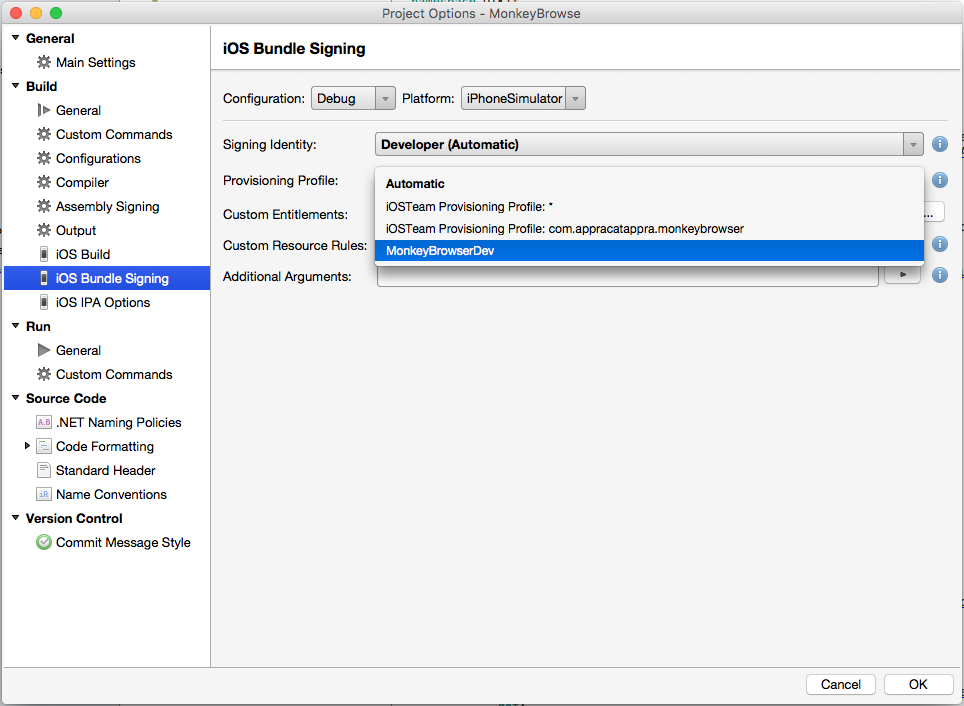 Project Options - MonkeyBrowse
General
Main Settings
Build
General
Custom Commands
Configurations
Compiler
Assembly Signing
Output
iOS Build
iOS Bundle Signing
iOS IPA Options
Run
General
Custom Commands
Source Code
A.B .NET Naming Policies
Code Formatting
Standard Header
iR Name Conventions
Version Control
Commit Message Style
iOS Bundle Signing
Configuration: Debug Platform: iPhoneSimulator
Signing Identity: Developer (Automatic)
Provisioning Profile:
Automatic
iOSTeam Provisioning Profile: *
Custom Entitlements: ...
iOSTeam Provisioning Profile: com.appracatappra.monkeybrowser
Custom Resource Rules:
MonkeyBrowserDev
Additional Arguments:
Cancel OK